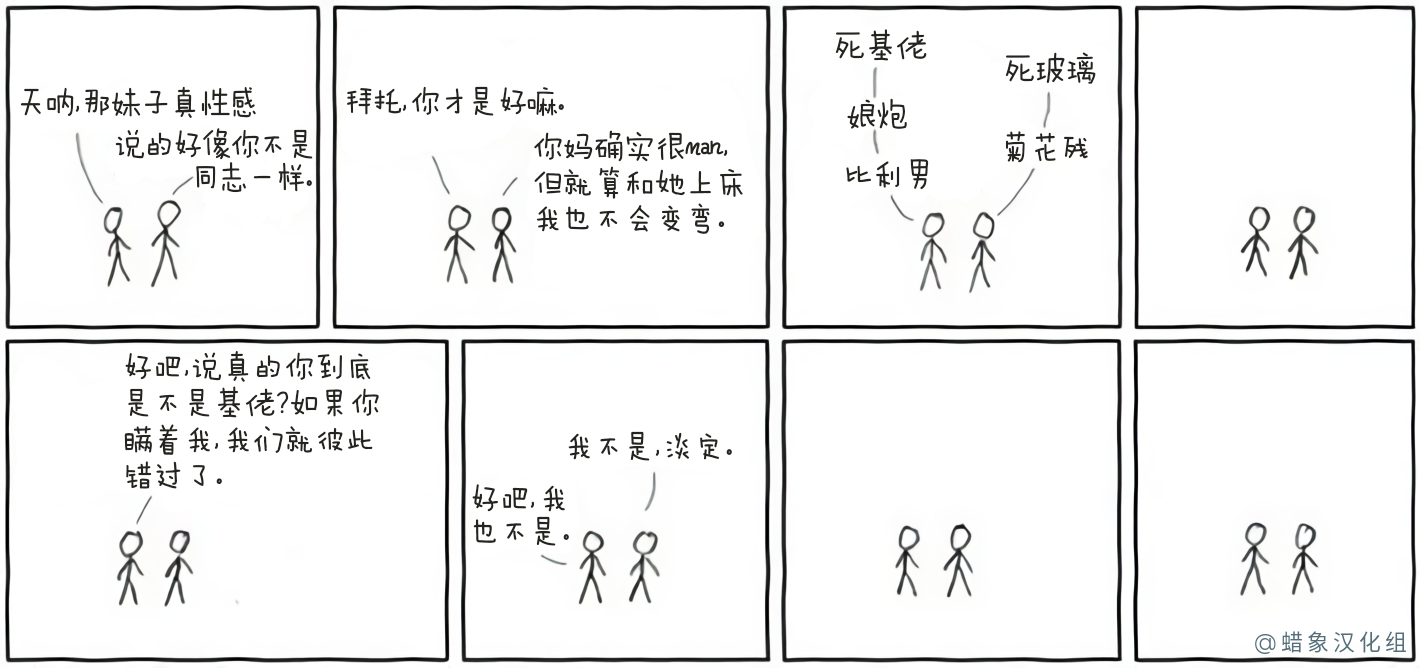 天呐,那妹子真性感
说的好像你不是
同志一样。
拜托,你才是好嘛。
你妈确实很man,
但就算和她上床
我也不会变弯。
死基佬
娘炮
比利男
死玻璃
菊花残
好吧,说真的你到底
是不是基佬?如果你
瞒着我,我们就彼此
错过了。
我不是,淡定。
好吧,我
也不是。
@蜡象汉化组